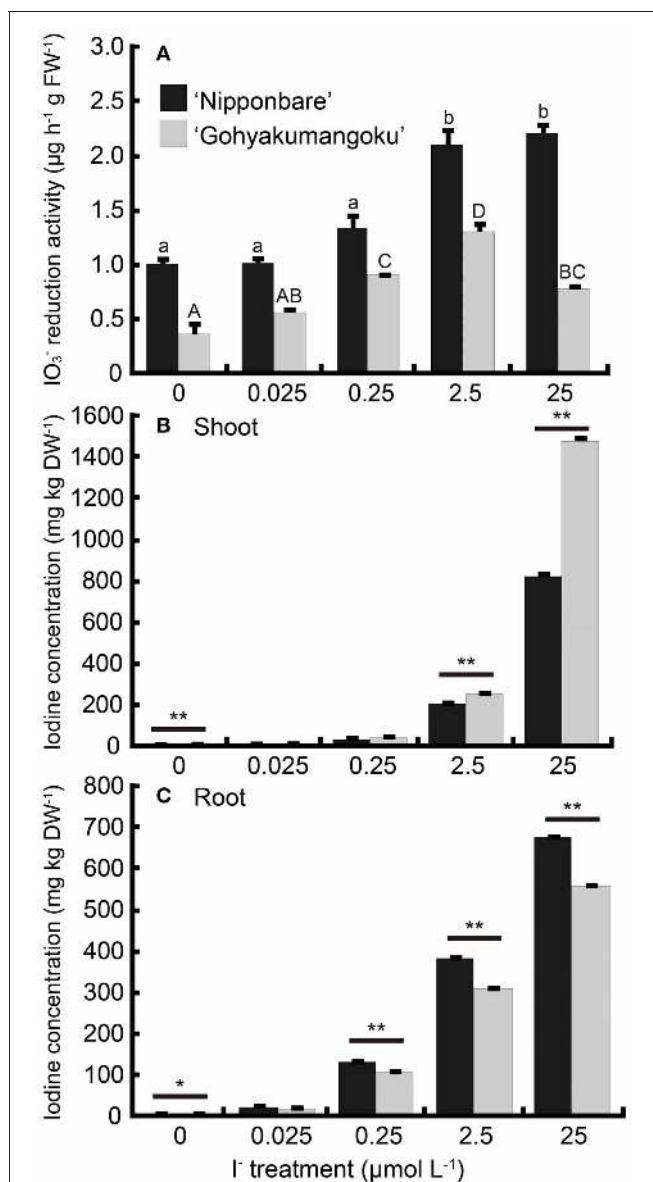 A
IO₃⁻ reduction activity (µg h⁻¹ g FW⁻¹)
3.0
2.5
2.0
1.5
1.0
0.5
0
'Nipponbare'
'Gohyakumangoku'
a a a b b
A AB C D BC
0 0.025 0.25 2.5 25
B Shoot
Iodine concentration (mg kg DW⁻¹)
1600
1400
1200
1000
800
600
400
200
0
** ** **
0 0.025 0.25 2.5 25
C Root
Iodine concentration (mg kg DW⁻¹)
800
700
600
500
400
300
200
100
0
* ** ** **
0 0.025 0.25 2.5 25
I⁻ treatment (µmol L⁻¹)